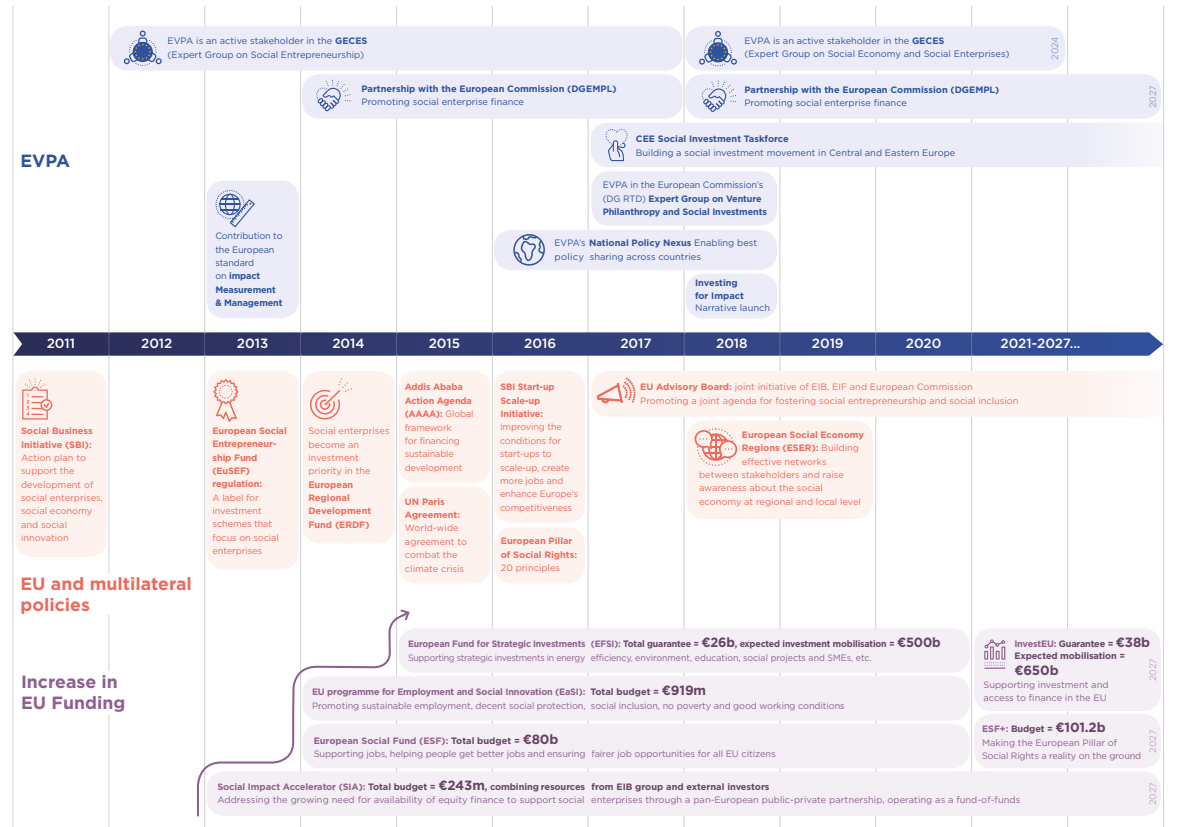 EVPA is an active stakeholder in the GECES
(Expert Group on Social Entrepreneurship)
EVPA is an active stakeholder in the GECES
(Expert Group on Social Economy and Social Enterprises)
2024
Partnership with the European Commission (DGEMPL)
Promoting social enterprise finance
Partnership with the European Commission (DGEMPL)
Promoting social enterprise finance
2027
CEE Social Investment Taskforce
Building a social investment movement in Central and Eastern Europe
EVPA
EVPA in the European Commission's
(DG RTD) Expert Group on Venture
Philanthropy and Social Investments
Contribution to
the European
standard
on impact
Measurement
& Management
EVPA's National Policy Nexus Enabling best
policy sharing across countries
Investing
for Impact
Narrative launch
2011
2012
2013
2014
2015
2016
2017
2018
2019
2020
2021-2027...
1
2
3
4
Social Business
Initiative (SBI):
Action plan to
support the
development of
social enterprises,
social economy
and social
innovation
European Social
Entrepreneur-
ship Fund
(EuSEF)
regulation:
A label for
investment
schemes that
focus on social
enterprises
Social enterprises
become an
investment
priority in the
European
Regional
Development
Fund (ERDF)
Addis Ababa
Action Agenda
(AAAA): Global
framework
for financing
sustainable
development
UN Paris
Agreement:
World-wide
agreement to
combat the
climate crisis
SBI Start-up
Scale-up
Initiative:
Improving the
conditions for
start-ups to
scale-up, create
more jobs and
enhance Europe's
competitiveness
European Pillar
of Social Rights:
20 principles
EU Advisory Board: joint initiative of EIB, EIF and European Commission
Promoting a joint agenda for fostering social entrepreneurship and social inclusion
European Social Economy
Regions (ESER): Building
effective networks
between stakeholders and raise
awareness about the social
economy at regional and local level
EU and multilateral
policies
European Fund for Strategic Investments (EFSI): Total guarantee = €26b, expected investment mobilisation = €500b
Supporting strategic investments in energy efficiency, environment, education, social projects and SMEs, etc.
InvestEU: Guarantee = €38b
Expected mobilisation =
€650b
Supporting investment and
access to finance in the EU
2027
Increase in
EU Funding
EU programme for Employment and Social Innovation (EaSI): Total budget = €919m
Promoting sustainable employment, decent social protection, social inclusion, no poverty and good working conditions
European Social Fund (ESF): Total budget = €80b
Supporting jobs, helping people get better jobs and ensuring fairer job opportunities for all EU citizens
ESF+: Budget = €101.2b
Making the European Pillar of
Social Rights a reality on the ground
2027
Social Impact Accelerator (SIA): Total budget = €243m, combining resources from EIB group and external investors
Addressing the growing need for availability of equity finance to support social enterprises through a pan-European public-private partnership, operating as a fund-of-funds
2027